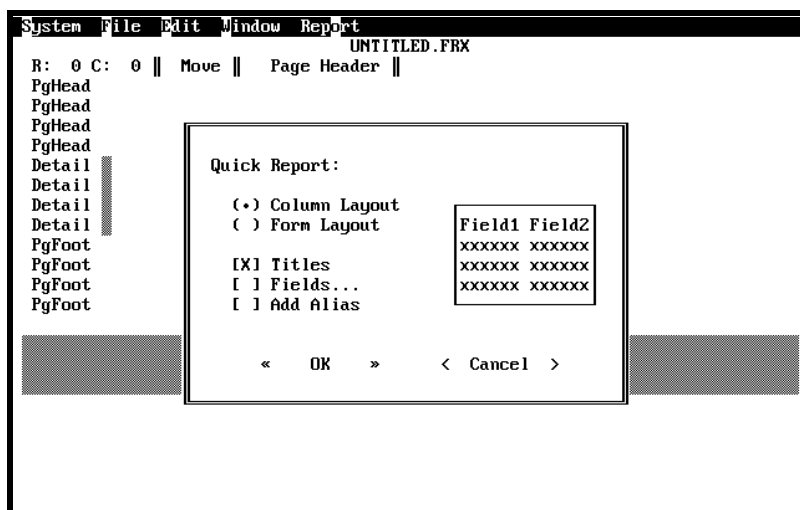 System File Edit Window Report
UNTITLED.FRX
R: 0 C: 0 ‖ Move ‖ Page Header ‖
PgHead
PgHead
PgHead
PgHead
Detail
Detail
Detail
Detail
PgFoot
PgFoot
PgFoot
PgFoot
Quick Report:
(•) Column Layout
( ) Form Layout
[X] Titles
[ ] Fields...
[ ] Add Alias
Field1 Field2
xxxxxx xxxxxx
xxxxxx xxxxxx
xxxxxx xxxxxx
« OK » < Cancel >